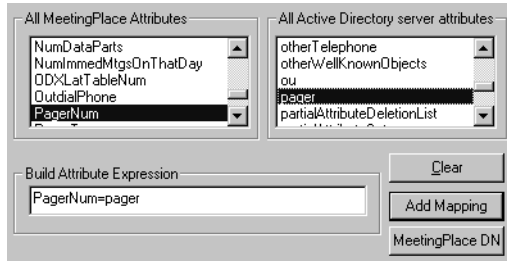 All MeetingPlace Attributes
NumDataParts
NumImmedMtgsOnThatDay
ODXLatTableNum
OutdialPhone
PagerNum
All Active Directory server attributes
otherTelephone
otherWellKnownObjects
ou
pager
partialAttributeDeletionList
Build Attribute Expression
PagerNum=pager
Clear
Add Mapping
MeetingPlace DN